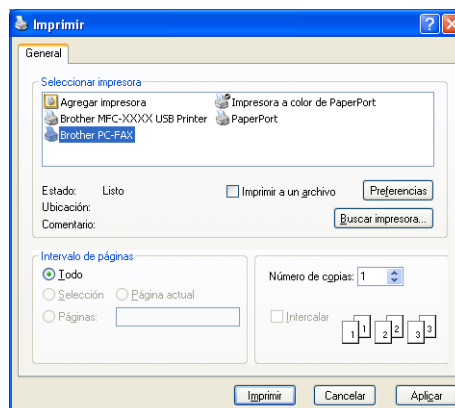 Imprimir
General
Seleccionar impresora
Agregar impresora
Impresora a color de PaperPort
Brother MFC-XXXX USB Printer
PaperPort
Brother PC-FAX
Estado: Listo
Imprimir a un archivo
Preferencias
Ubicación:
Comentario:
Buscar impresora...
Intervalo de páginas
Todo
Selección
Página actual
Páginas:
Número de copias: 1
Intercalar
1 1 2 2 3 3
Imprimir
Cancelar
Aplicar